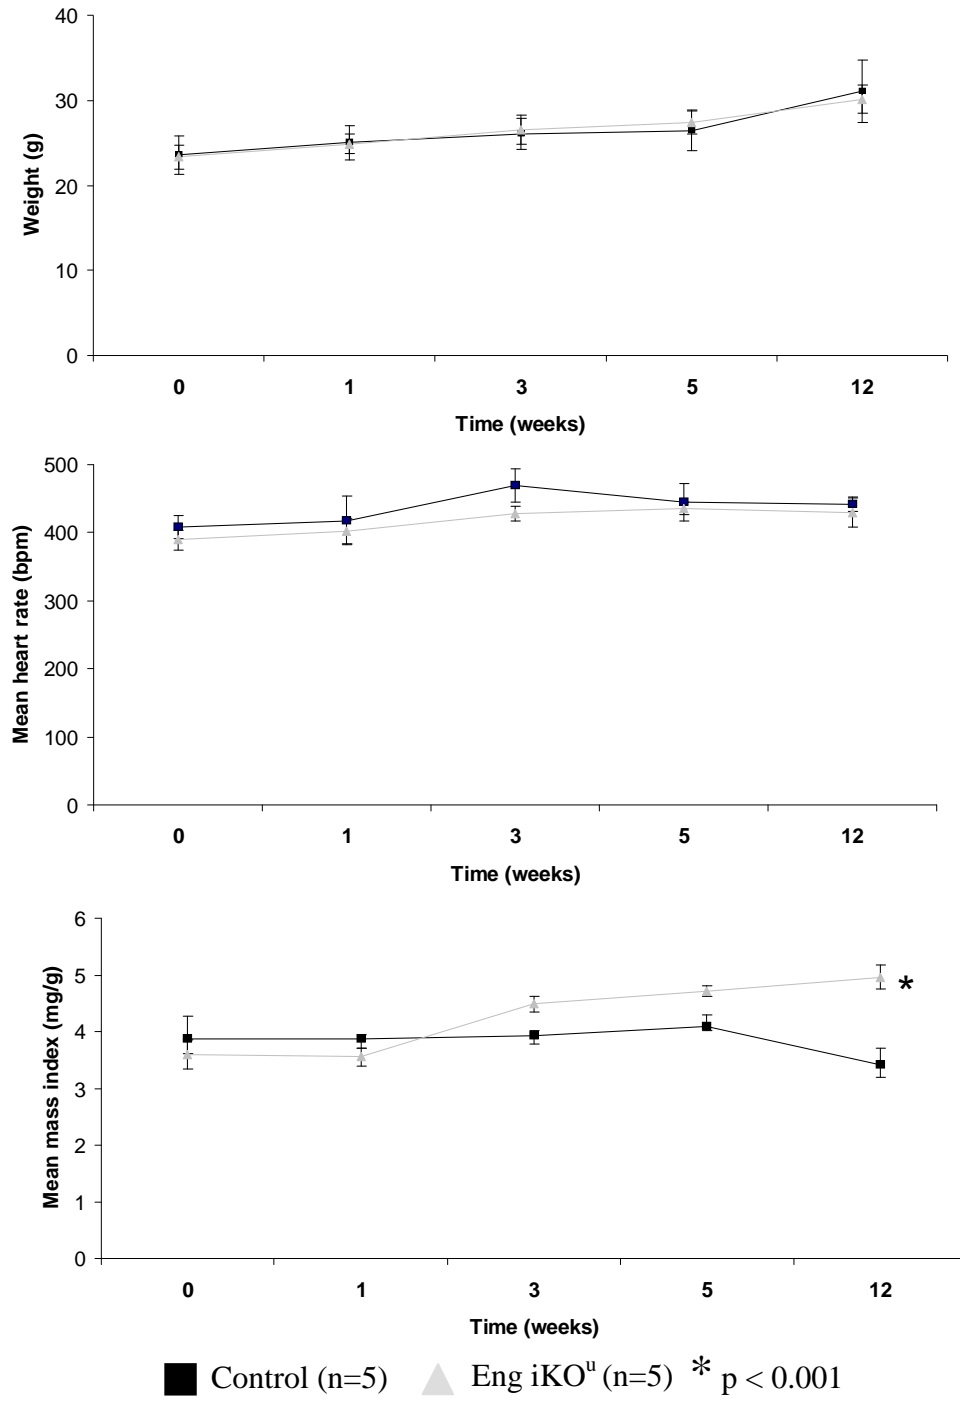 40
30
20
10
0
Weight (g)
0 1 3 5 12
Time (weeks)
500
400
300
200
100
0
Mean heart rate (bpm)
0 1 3 5 12
Time (weeks)
6
5
4
3
2
1
0
Mean mass index (mg/g)
*
0 1 3 5 12
Time (weeks)
Control (n=5) Eng iKOᵘ (n=5) * p < 0.001